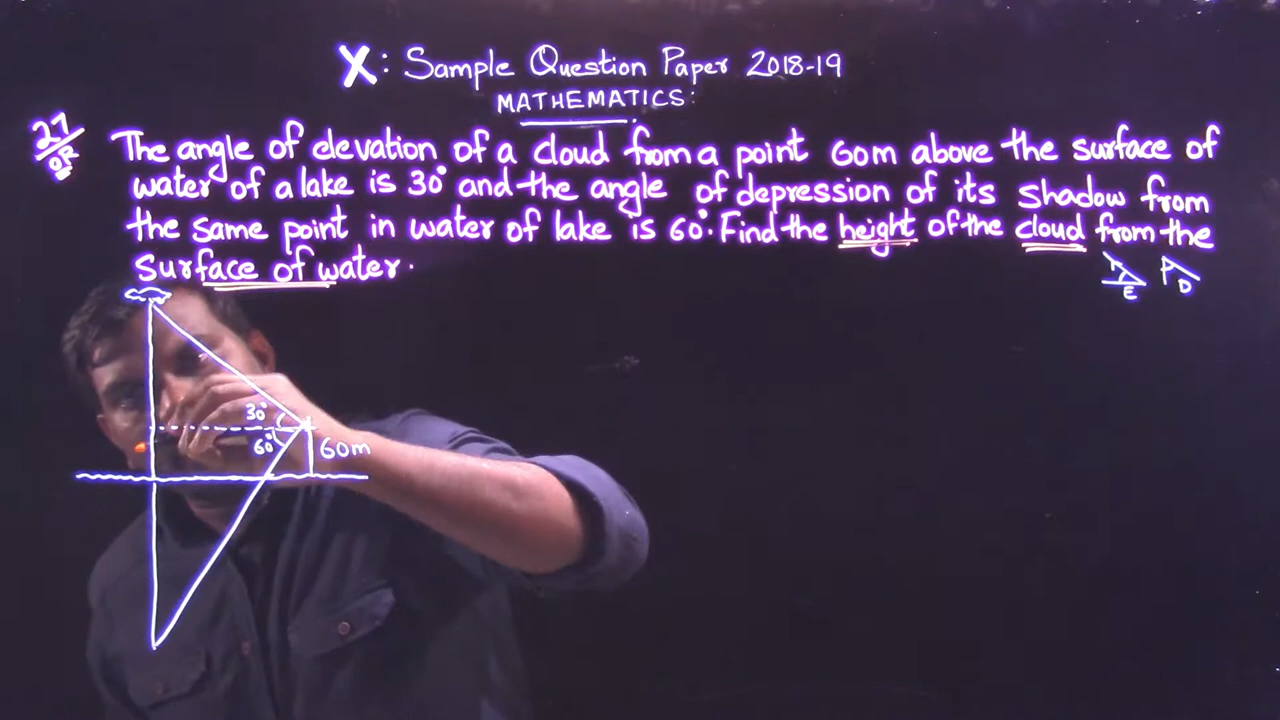 X: Sample Question Paper 2018-19
MATHEMATICS:
27/OR The angle of elevation of a cloud from a point 60m above the surface of
water of a lake is 30° and the angle of depression of its shadow from
the same point in water of lake is 60°. Find the height of the cloud from the
surface of water.
E D
30°
60° 60m